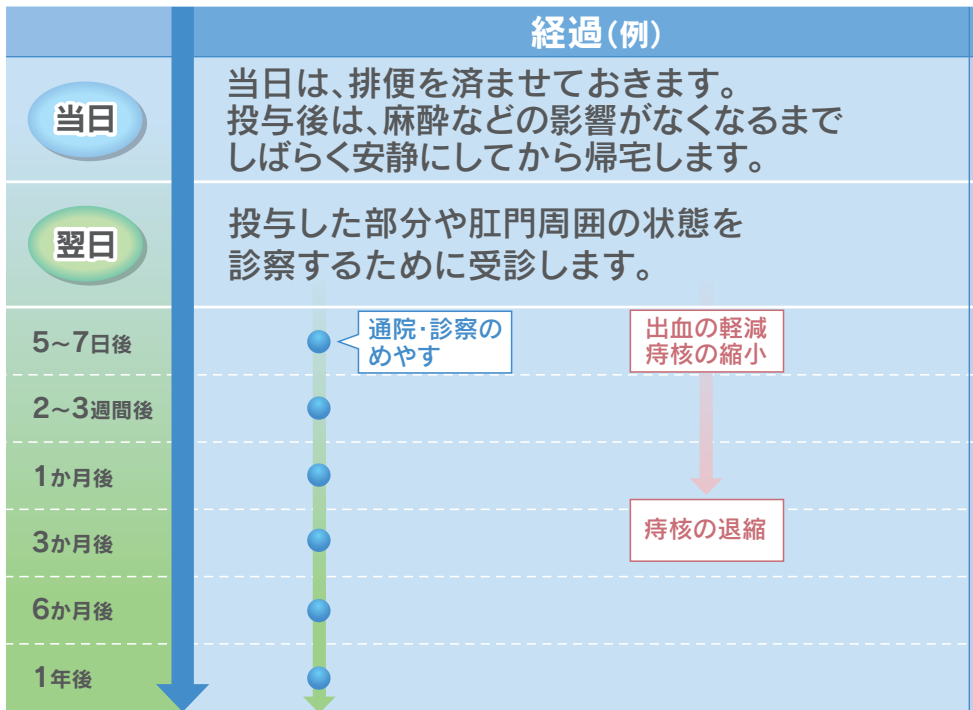 経過(例)
当日
当日は、排便を済ませておきます。
投与後は、麻酔などの影響がなくなるまで
しばらく安静にしてから帰宅します。
翌日
投与した部分や肛門周囲の状態を
診察するために受診します。
5~7日後
通院・診察の
めやす
出血の軽減
痔核の縮小
2~3週間後
1か月後
3か月後
痔核の退縮
6か月後
1年後